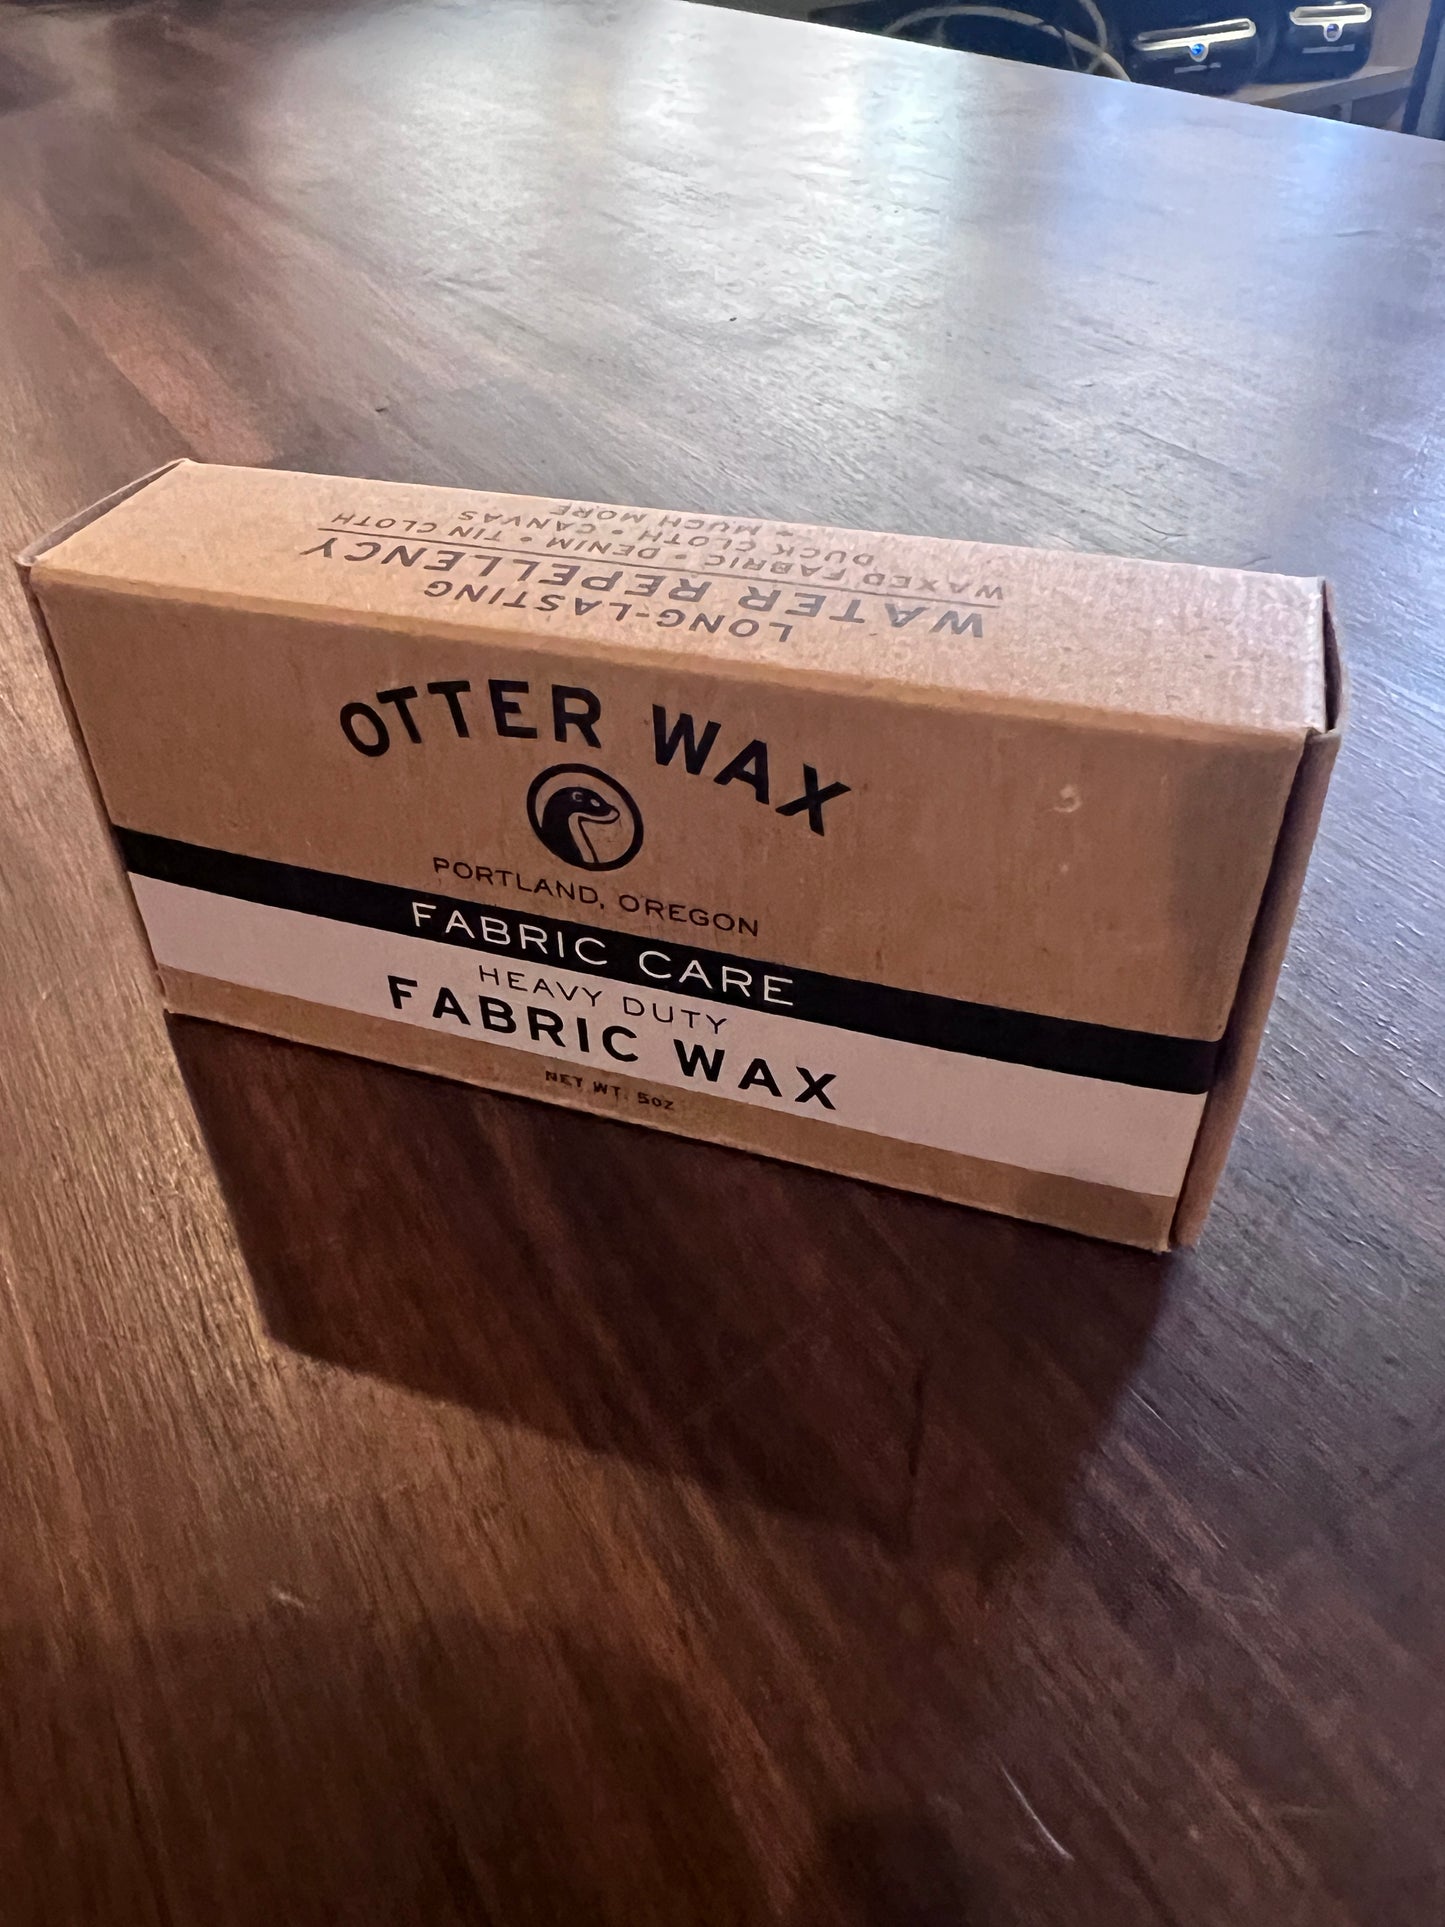 LONG-LASTING
WATER REPELLENCY
WAXED FABRIC • DENIM • TIN CLOTH
DUCK CLOTH • CANVAS
+ MUCH MORE
OTTER WAX
PORTLAND, OREGON
FABRIC CARE
HEAVY DUTY
FABRIC WAX
NET WT. 5oz